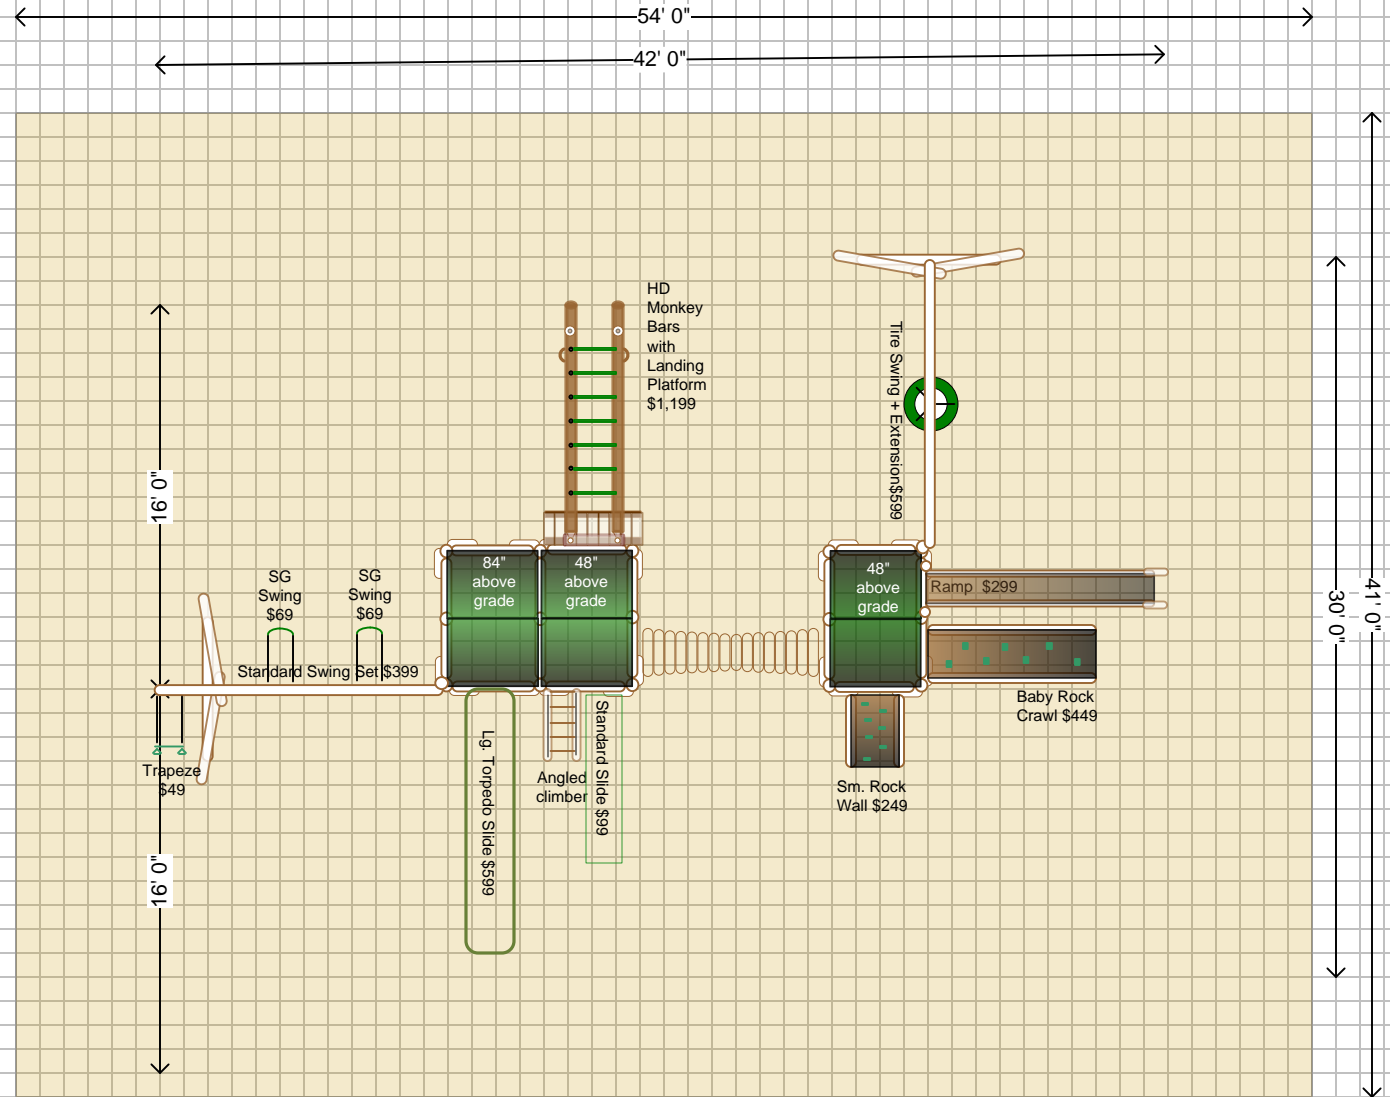 54' 0"
42' 0"
HD
Monkey
Bars
with
Landing
Platform
$1,199
Tire Swing + Extension$599
16' 0"
84"
above
grade
48"
above
grade
48"
above
grade
SG
Swing
$69
SG
Swing
$69
Ramp $299
30' 0"
41' 0"
Standard Swing Set $399
Baby Rock
Crawl $449
Trapeze
$49
Lg. Torpedo Slide $599
Angled
climber
Standard Slide $99
Sm. Rock
Wall $249
16' 0"